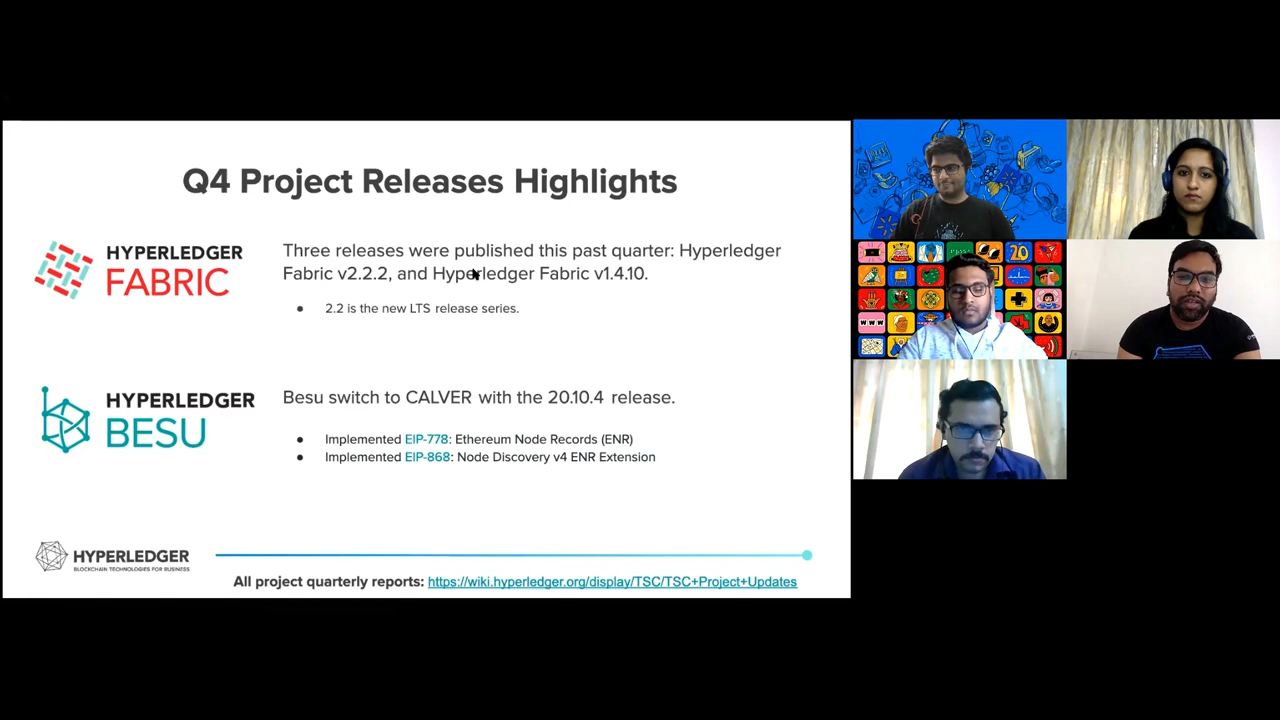 Q4 Project Releases Highlights
HYPERLEDGER
FABRIC
Three releases were published this past quarter: Hyperledger
Fabric v2.2.2, and Hyperledger Fabric v1.4.10.
● 2.2 is the new LTS release series.
HYPERLEDGER
BESU
Besu switch to CALVER with the 20.10.4 release.
● Implemented EIP-778: Ethereum Node Records (ENR)
● Implemented EIP-868: Node Discovery v4 ENR Extension
HYPERLEDGER
BLOCKCHAIN TECHNOLOGIES FOR BUSINESS
All project quarterly reports: https://wiki.hyperledger.org/display/TSC/TSC+Project+Updates
20
WWW